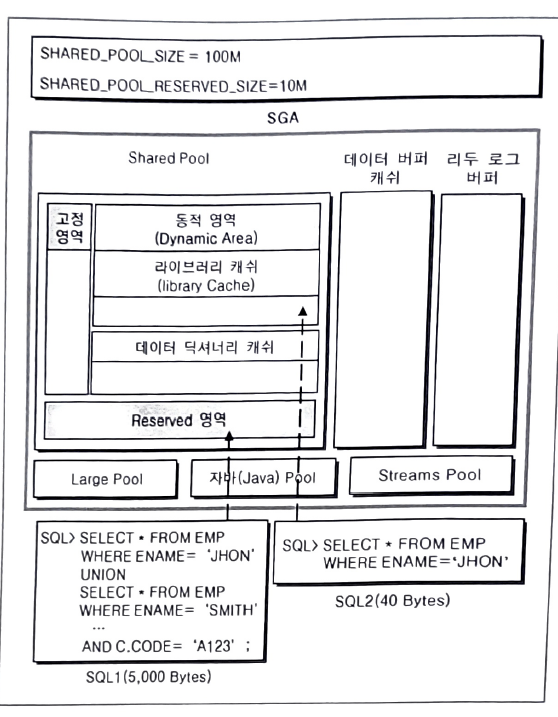 SHARED_POOL_SIZE = 100M
SHARED_POOL_RESERVED_SIZE=10M
SGA
Shared Pool
데이터 버퍼
캐쉬
리두 로그
버퍼
고정
영역
동적 영역
(Dynamic Area)
라이브러리 캐쉬
(library Cache)
데이터 딕셔너리 캐쉬
Reserved 영역
Large Pool
자바(Java) Pool
Streams Pool
SQL> SELECT * FROM EMP
WHERE ENAME= 'JHON'
UNION
SELECT * FROM EMP
WHERE ENAME= 'SMITH'
...
AND C.CODE= 'A123' ;
SQL1(5,000 Bytes)
SQL> SELECT * FROM EMP
WHERE ENAME='JHON'
SQL2(40 Bytes)